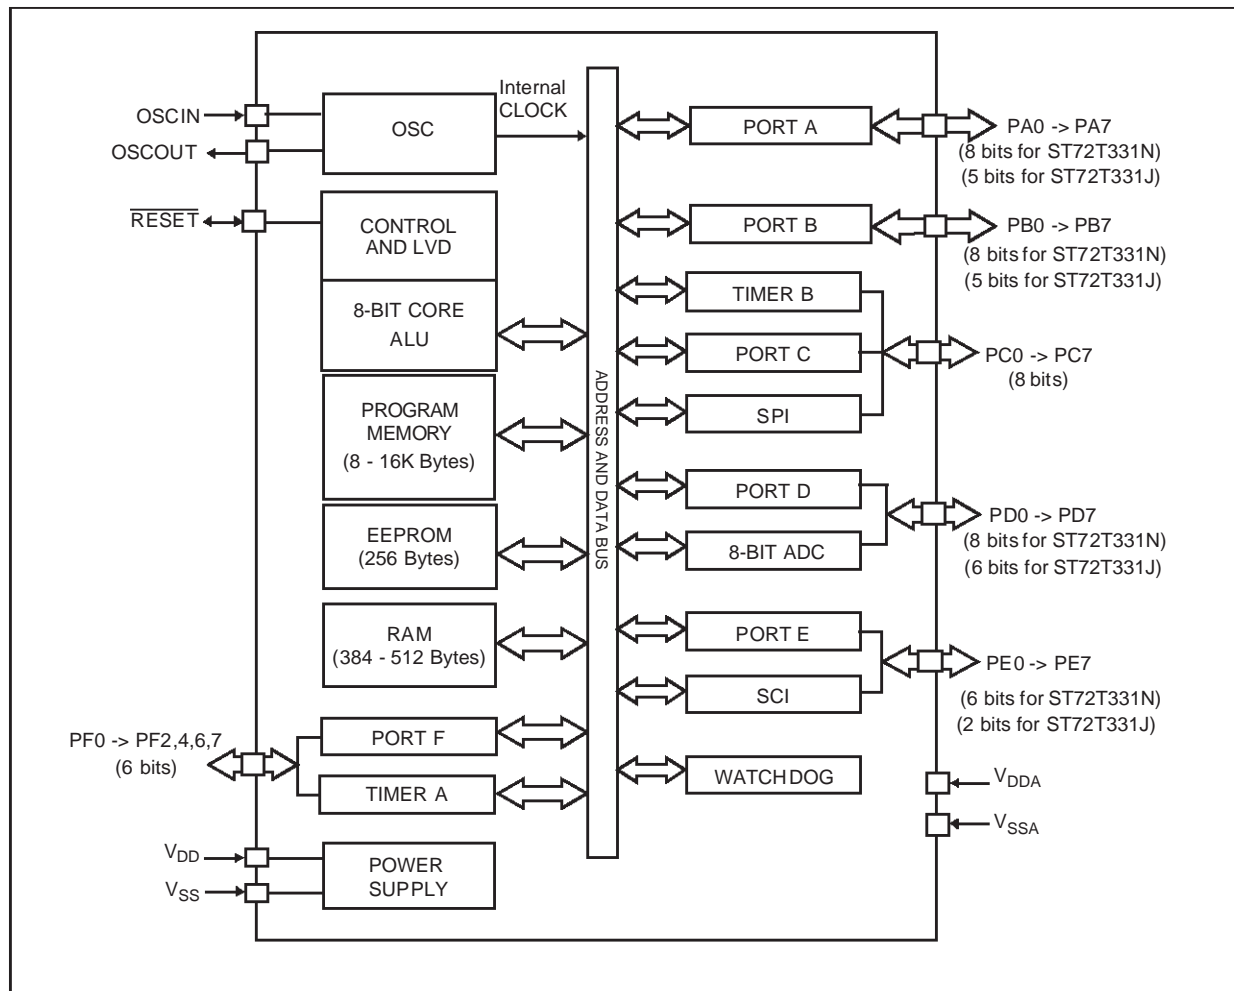 OSCIN
OSCOUT
RESET
OSC
Internal
CLOCK
CONTROL
AND LVD
8-BIT CORE
ALU
PROGRAM
MEMORY
(8 - 16K Bytes)
EEPROM
(256 Bytes)
RAM
(384 - 512 Bytes)
PF0 -> PF2,4,6,7
(6 bits)
PORT F
TIMER A
VDD
VSS
POWER
SUPPLY
ADDRESS AND DATA BUS
PORT A
PA0 -> PA7
(8 bits for ST72T331N)
(5 bits for ST72T331J)
PORT B
PB0 -> PB7
(8 bits for ST72T331N)
(5 bits for ST72T331J)
TIMER B
PORT C
SPI
PC0 -> PC7
(8 bits)
PORT D
8-BIT ADC
PD0 -> PD7
(8 bits for ST72T331N)
(6 bits for ST72T331J)
PORT E
SCI
PE0 -> PE7
(6 bits for ST72T331N)
(2 bits for ST72T331J)
WATCHDOG
VDDA
VSSA